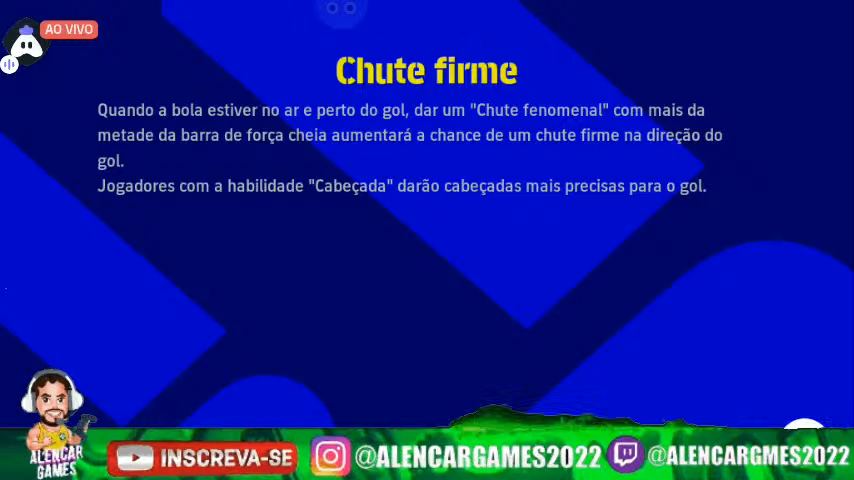 AO VIVO
Chute firme
Quando a bola estiver no ar e perto do gol, dar um "Chute fenomenal" com mais da
metade da barra de força cheia aumentará a chance de um chute firme na direção do
gol.
Jogadores com a habilidade "Cabeçada" darão cabeçadas mais precisas para o gol.
ALENCAR
GAMES
INSCREVA-SE
@ALENCARGAMES2022
@ALENCARGMES2022